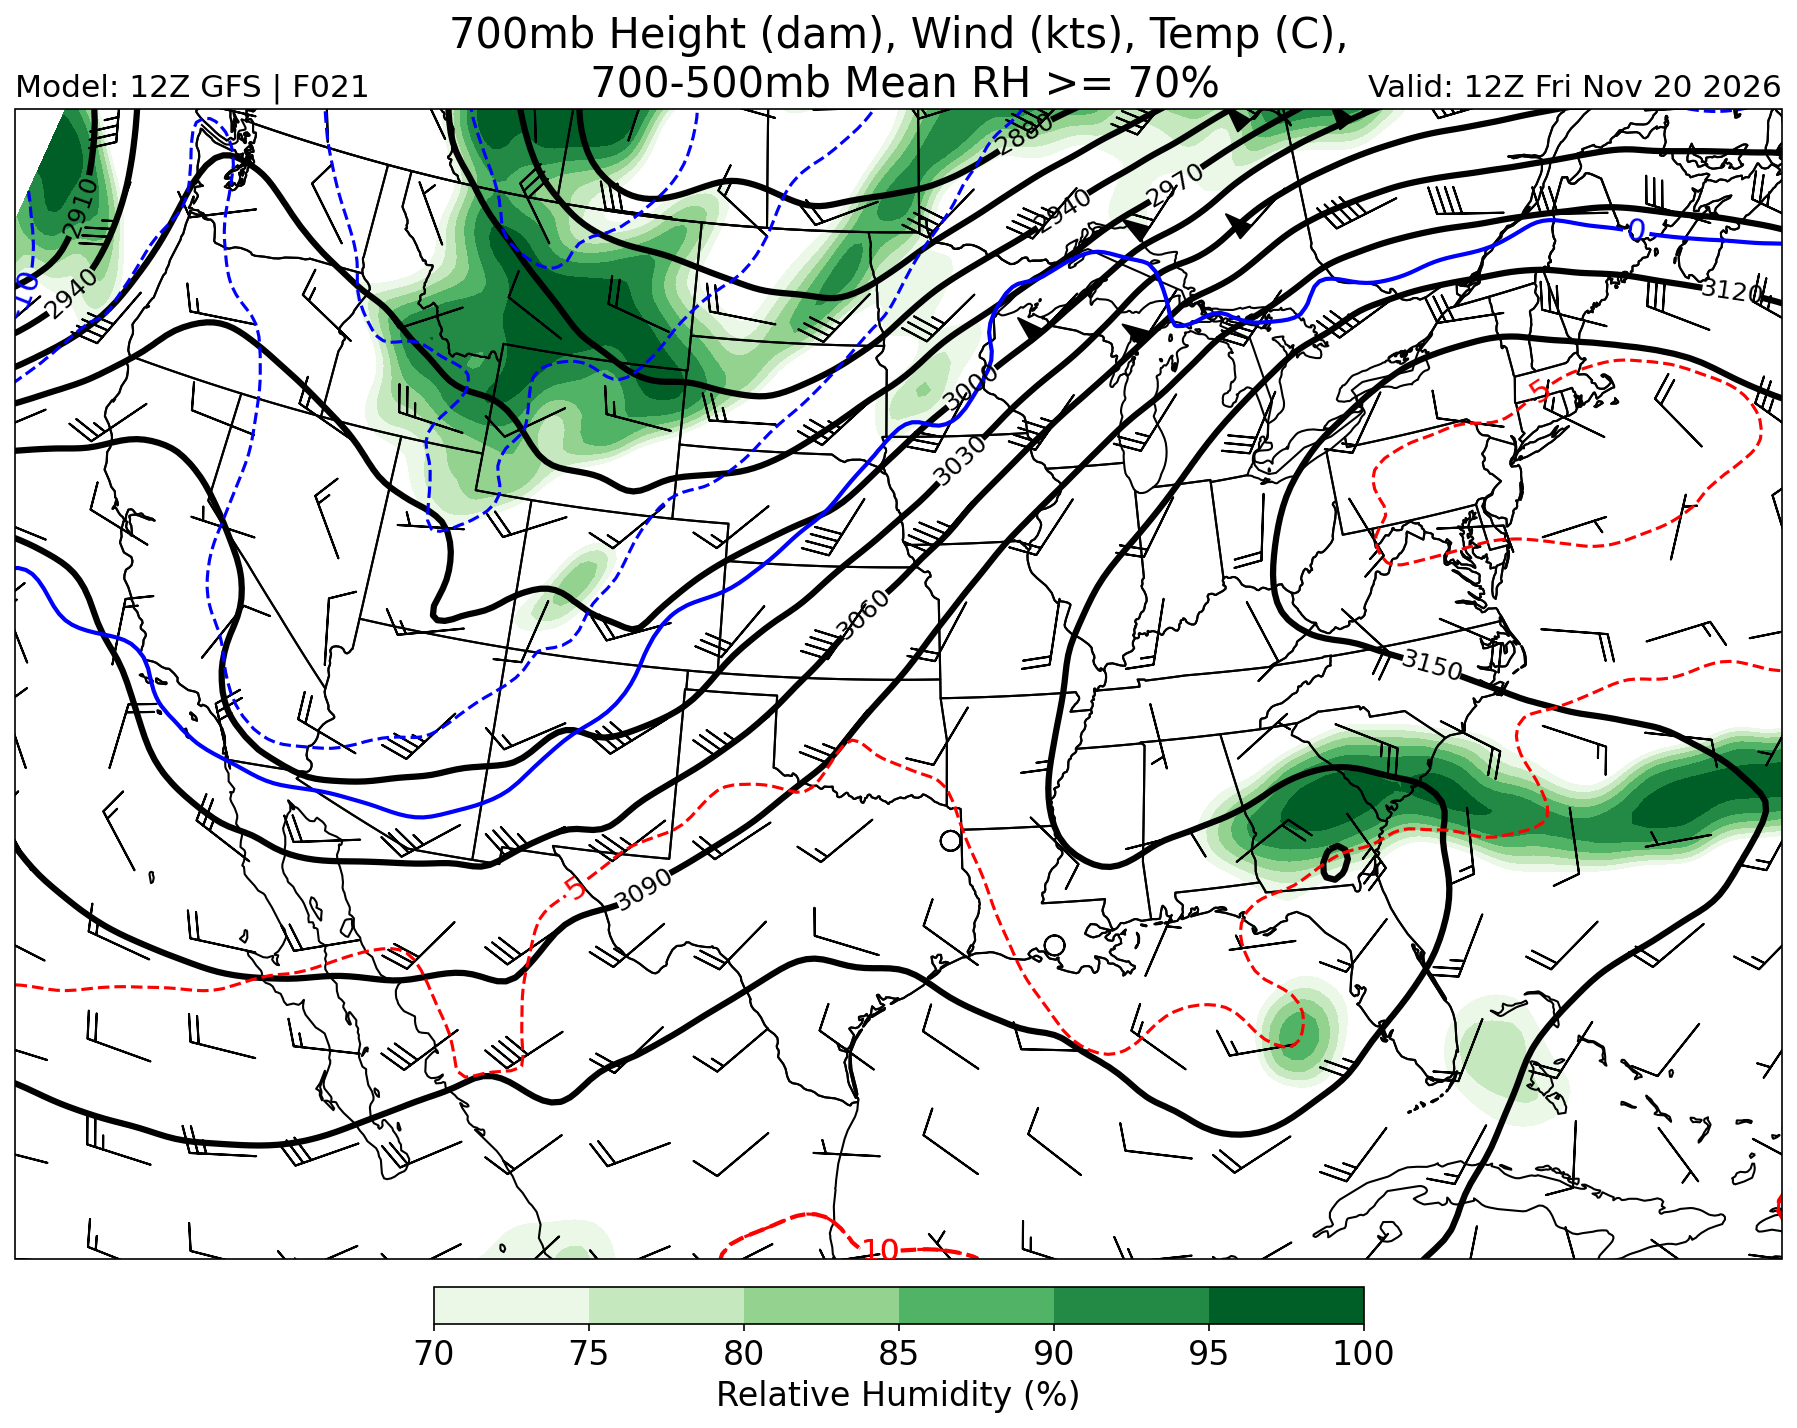 700mb Height (dam), Wind (kts), Temp (C),
Model: 12Z GFS | F021
700-500mb Mean RH >= 70%
Valid: 12Z Fri Nov 20 2026
2880
2910
2970
2940
0
10
2940
3120
3000
5
3030
3060
3150
5
3090
10
70 75 80 85 90 95 100
Relative Humidity (%)